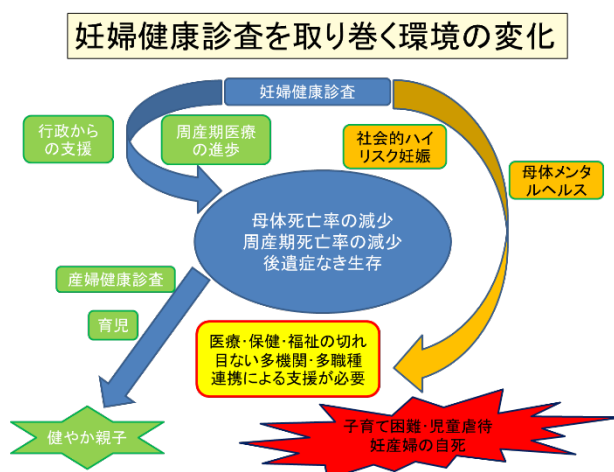 妊婦健康診査を取り巻く環境の変化
妊婦健康診査
行政から
の支援
周産期医療
の進歩
社会的ハイ
リスク妊娠
母体メンタ
ルヘルス
母体死亡率の減少
周産期死亡率の減少
後遺症なき生存
産婦健康診査
育児
医療・保健・福祉の切れ
目ない多機関・多職種
連携による支援が必要
健やか親子
子育て困難・児童虐待
妊産婦の自死